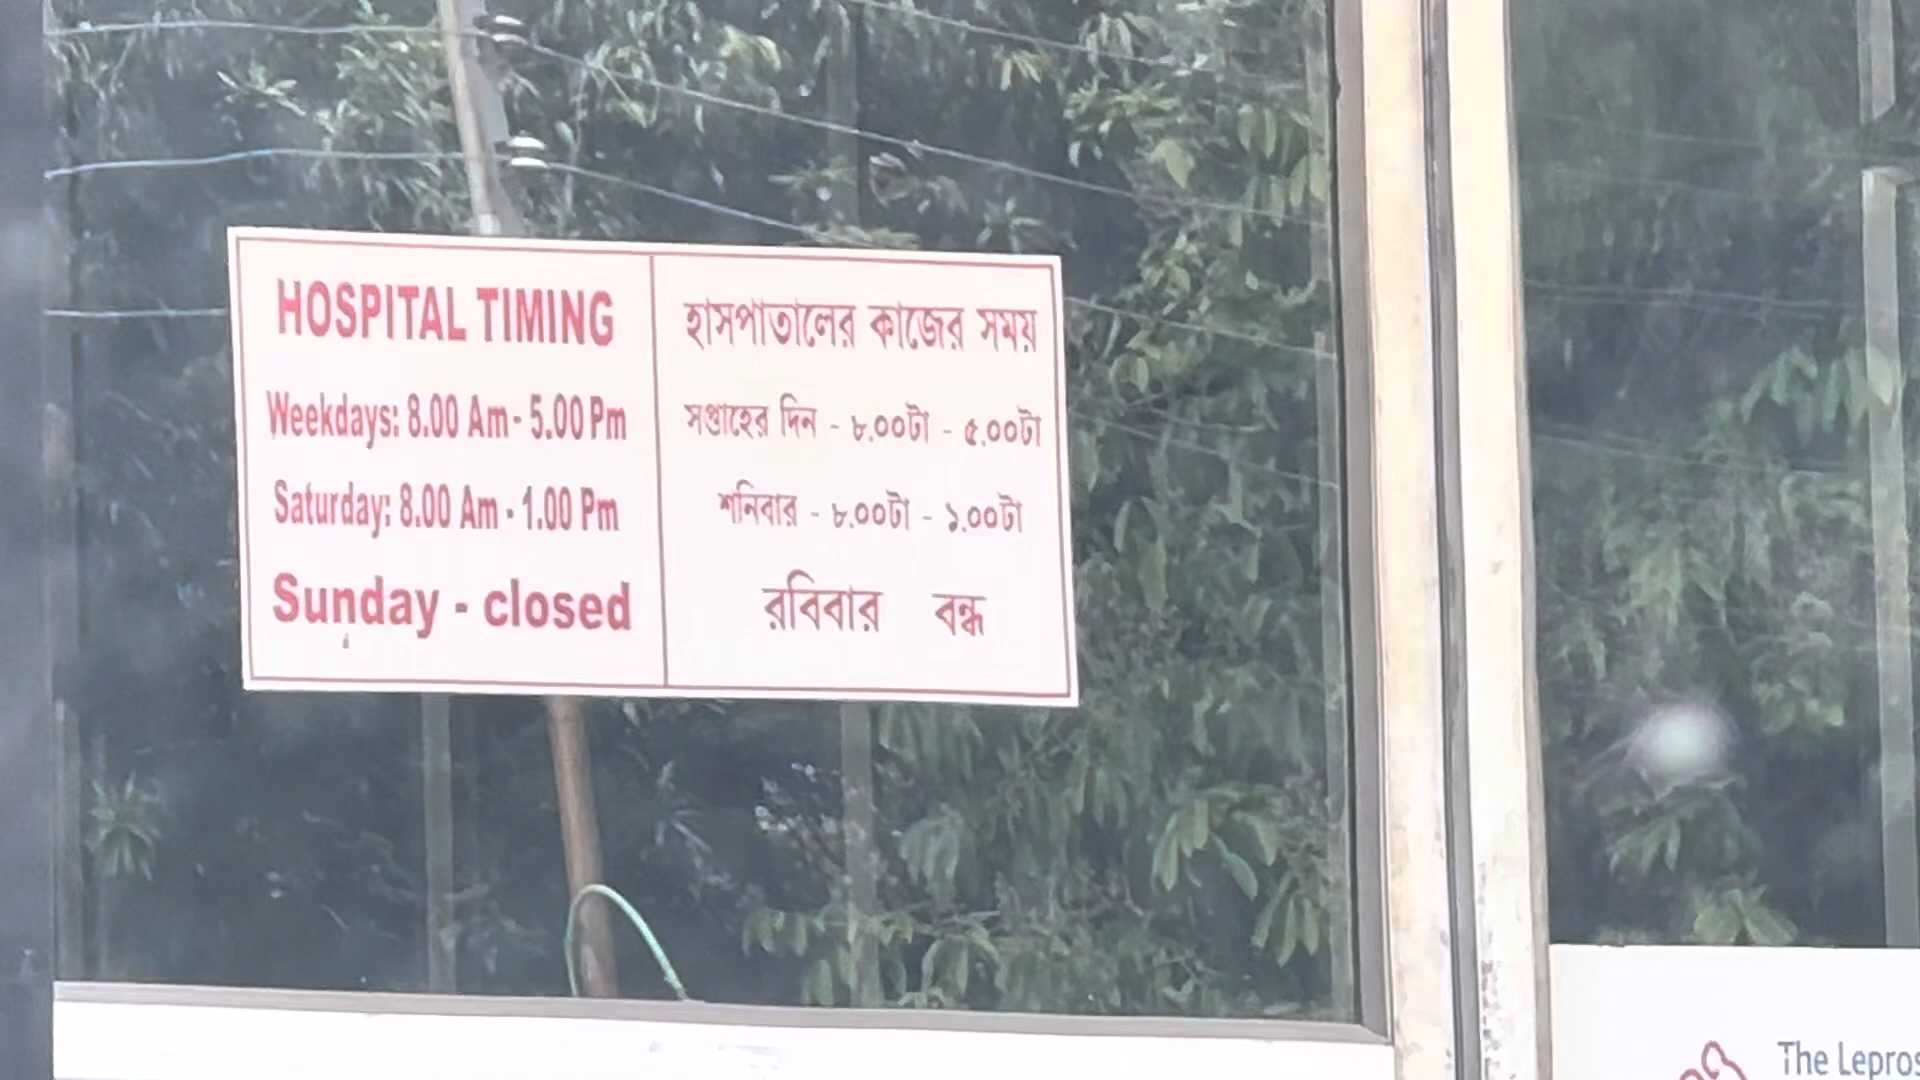 HOSPITAL TIMING
Weekdays: 8.00 Am - 5.00 Pm
Saturday: 8.00 Am - 1.00 Pm
Sunday - closed
হাসপাতালের কাজের সময়
সপ্তাহের দিন - ৮.০০টা - ৫.০০টা
শনিবার - ৮.০০টা - ১.০০টা
রবিবার বন্ধ
The